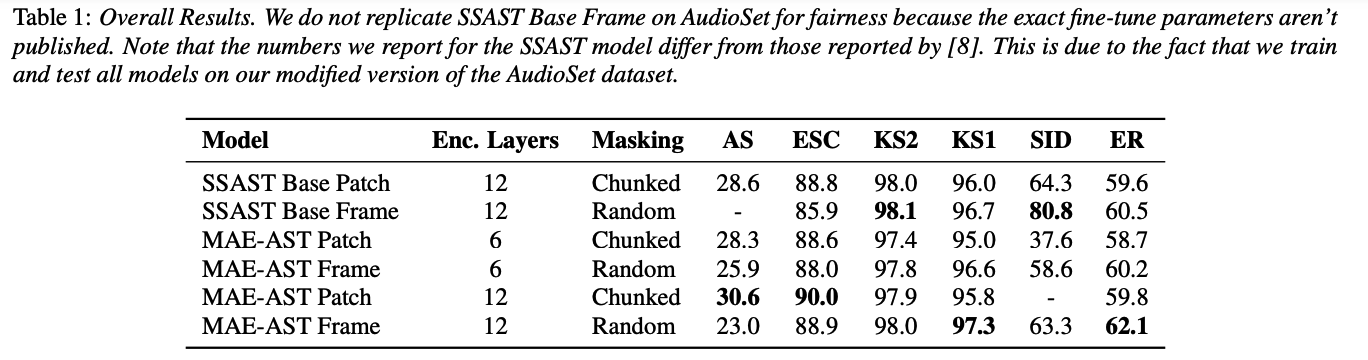 Table 1: Overall Results. We do not replicate SSAST Base Frame on AudioSet for fairness because the exact fine-tune parameters aren't
published. Note that the numbers we report for the SSAST model differ from those reported by [8]. This is due to the fact that we train
and test all models on our modified version of the AudioSet dataset.
Model Enc. Layers Masking AS ESC KS2 KS1 SID ER
SSAST Base Patch 12 Chunked 28.6 88.8 98.0 96.0 64.3 59.6
SSAST Base Frame 12 Random - 85.9 98.1 96.7 80.8 60.5
MAE-AST Patch 6 Chunked 28.3 88.6 97.4 95.0 37.6 58.7
MAE-AST Frame 6 Random 25.9 88.0 97.8 96.6 58.6 60.2
MAE-AST Patch 12 Chunked 30.6 90.0 97.9 95.8 - 59.8
MAE-AST Frame 12 Random 23.0 88.9 98.0 97.3 63.3 62.1